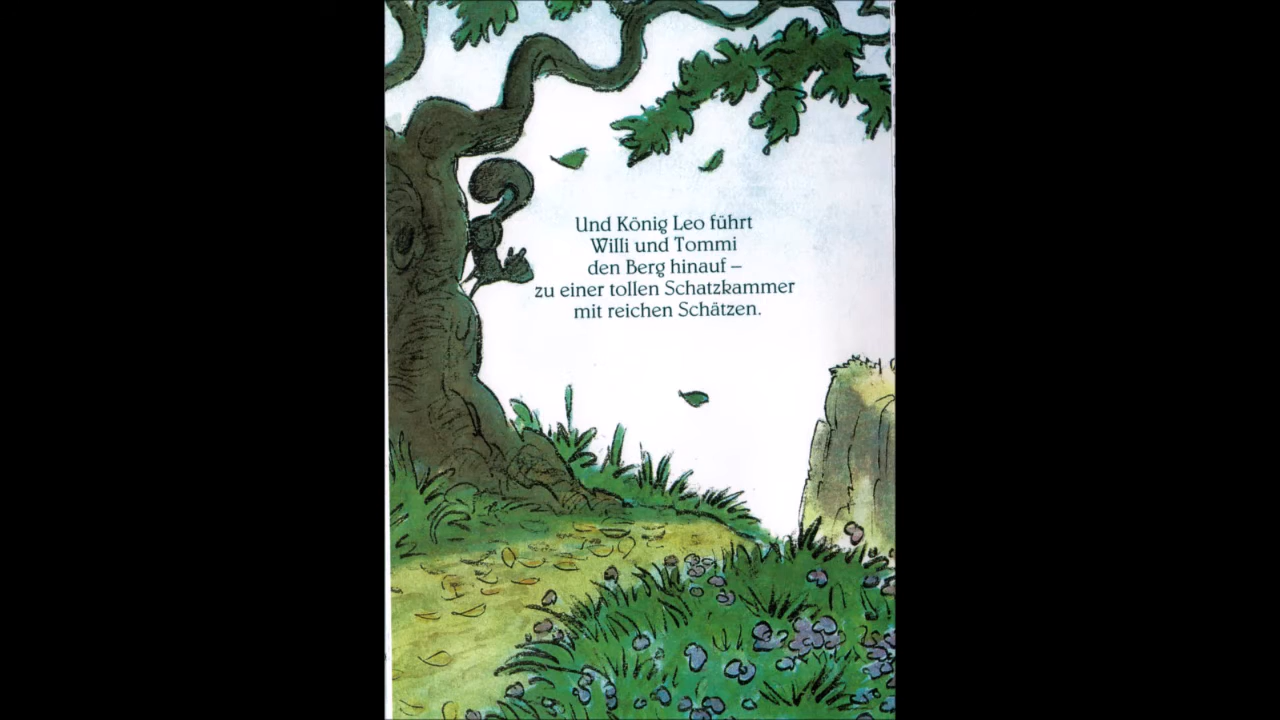 Und König Leo führt
Willi und Tommi
den Berg hinauf –
zu einer tollen Schatzkammer
mit reichen Schätzen.